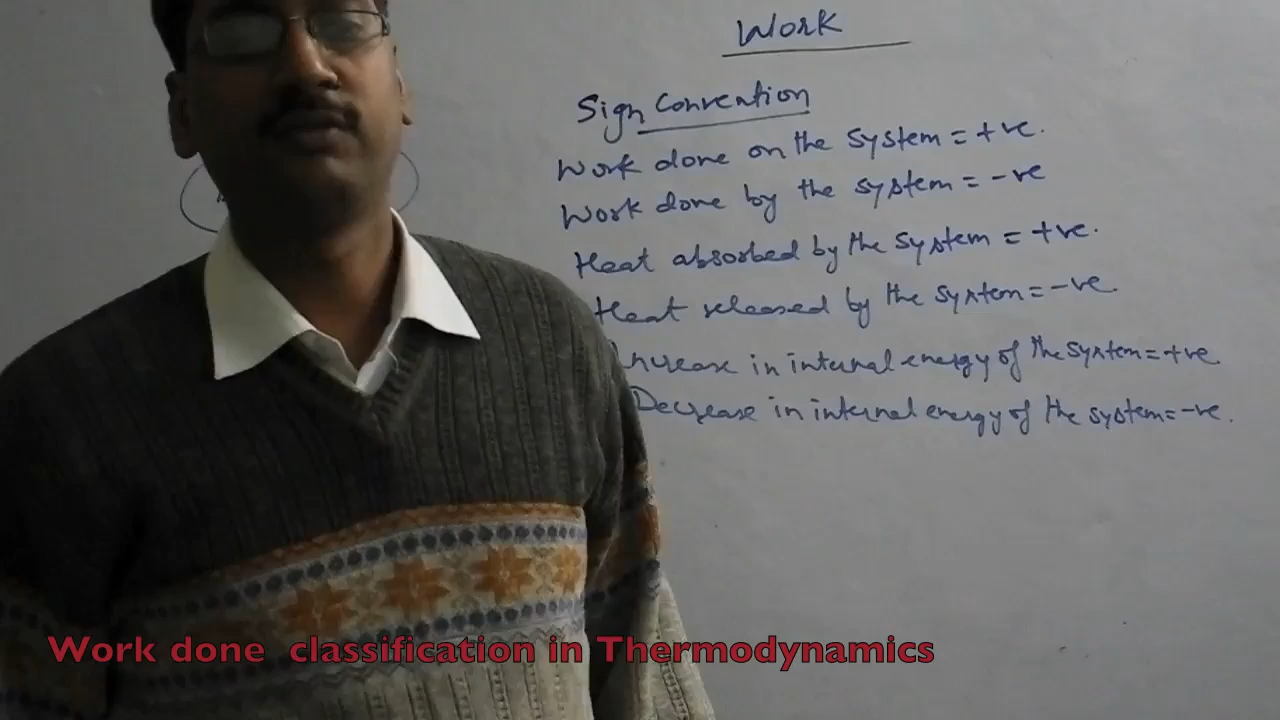 Work
Sign Convention
Work done on the system = +ve.
Work done by the system = -ve
Heat absorbed by the system = +ve.
Heat released by the system = -ve.
Increase in internal energy of the system = +ve.
Decrease in internal energy of the system = -ve.
Work done classification in Thermodynamics